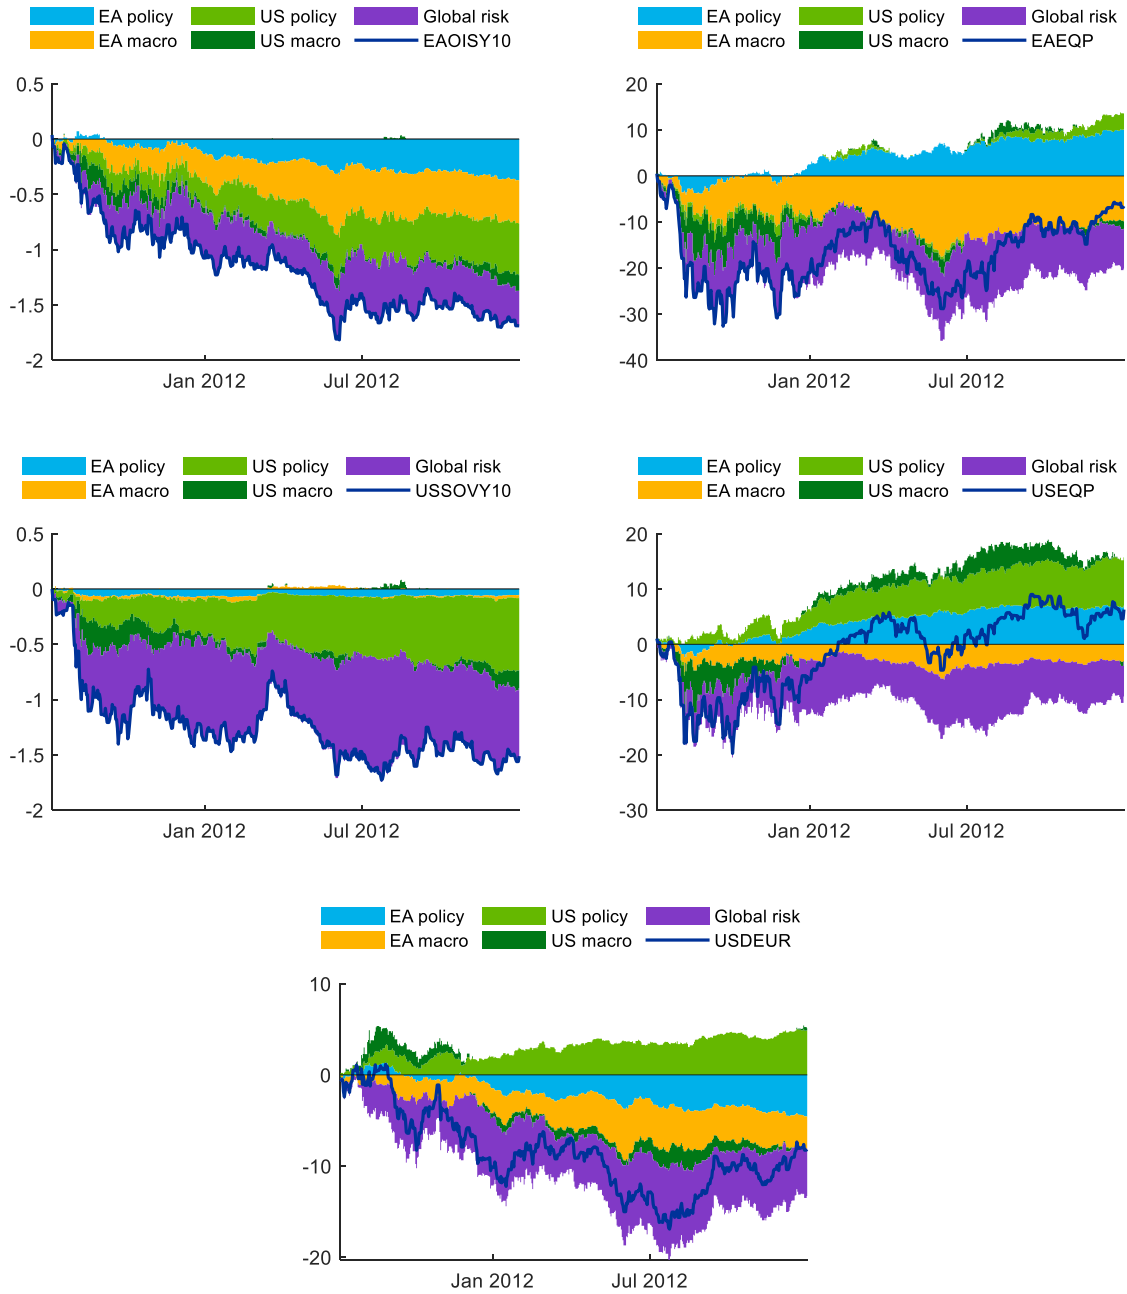 EA policy US policy Global risk
EA macro US macro EAOISY10
0.5
0
-0.5
-1
-1.5
-2
Jan 2012 Jul 2012
EA policy US policy Global risk
EA macro US macro EAEQP
20
10
0
-10
-20
-30
-40
Jan 2012 Jul 2012
EA policy US policy Global risk
EA macro US macro USSOVY10
0.5
0
-0.5
-1
-1.5
-2
Jan 2012 Jul 2012
EA policy US policy Global risk
EA macro US macro USEQP
20
10
0
-10
-20
-30
Jan 2012 Jul 2012
EA policy US policy Global risk
EA macro US macro USDEUR
10
0
-10
-20
Jan 2012 Jul 2012